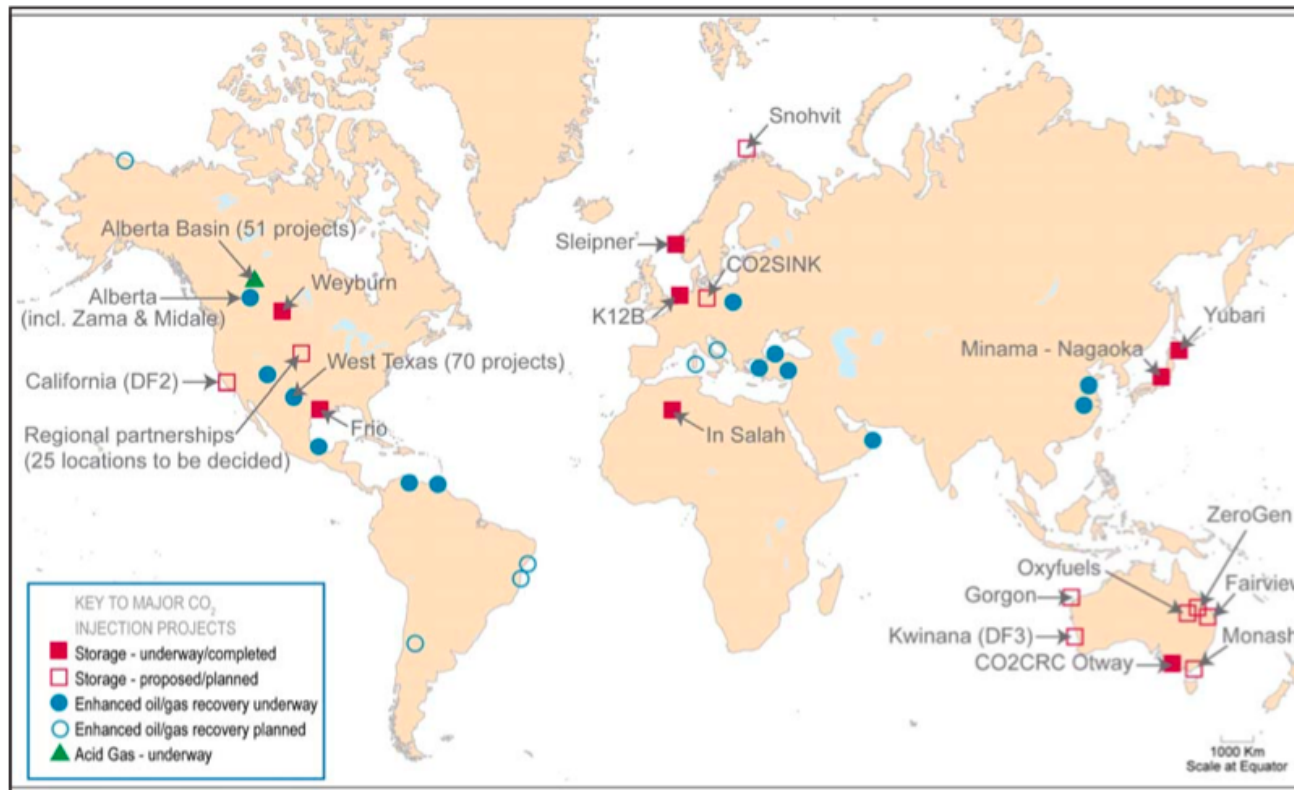 Snohvit
Alberta Basin (51 projects)
Sleipner
CO2SINK
Weyburn
Alberta
(incl. Zama & Midale)
K12B
Yubari
Minama - Nagaoka
West Texas (70 projects)
California (DF2)
Frio
In Salah
Regional partnerships
(25 locations to be decided)
ZeroGen
Oxyfuels
Fairview
Gorgon
Kwinana (DF3)
Monash
CO2CRC Otway
KEY TO MAJOR CO₂
INJECTION PROJECTS
Storage - underway/completed
Storage - proposed/planned
Enhanced oil/gas recovery underway
Enhanced oil/gas recovery planned
Acid Gas - underway
1000 Km
Scale at Equator